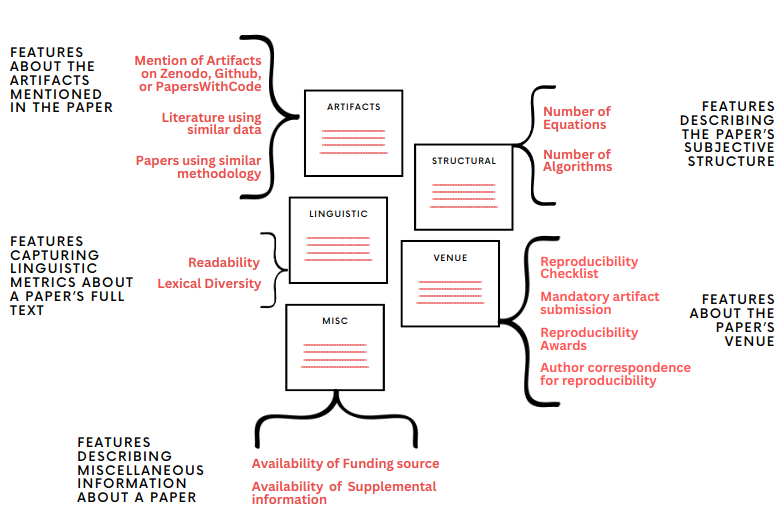 FEATURES
ABOUT THE
ARTIFACTS
MENTIONED
IN THE PAPER
Mention of Artifacts
on Zenodo, Github,
or PapersWithCode
Literature using
similar data
Papers using similar
methodology
ARTIFACTS
STRUCTURAL
Number of
Equations
Number of
Algorithms
FEATURES
DESCRIBING
THE PAPER'S
SUBJECTIVE
STRUCTURE
FEATURES
CAPTURING
LINGUISTIC
METRICS ABOUT
A PAPER'S FULL
TEXT
Readability
Lexical Diversity
LINGUISTIC
VENUE
Reproducibility
Checklist
Mandatory artifact
submission
Reproducibility
Awards
Author correspondence
for reproducibility
FEATURES
ABOUT THE
PAPER'S
VENUE
MISC
FEATURES
DESCRIBING
MISCELLANEOUS
INFORMATION
ABOUT A PAPER
Availability of Funding source
Availability of Supplemental
information